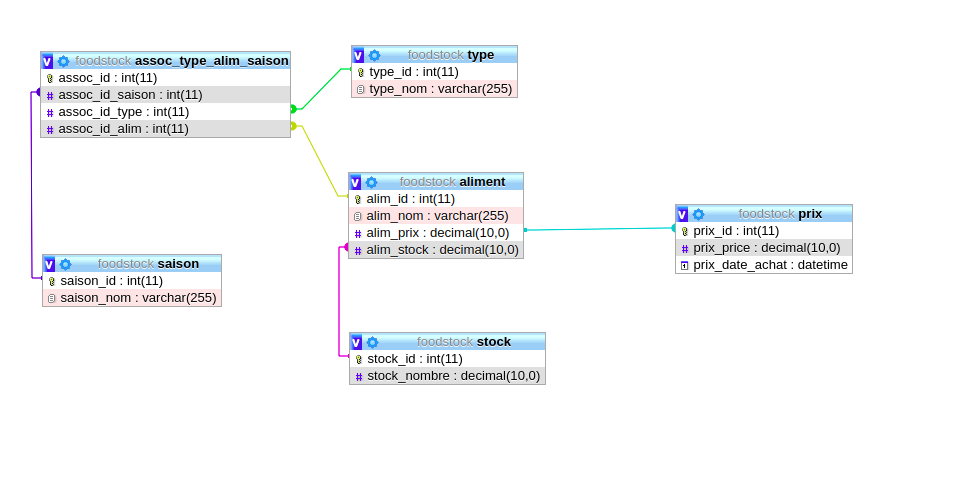 foodstock assoc_type_alim_saison
assoc_id : int(11)
assoc_id_saison : int(11)
assoc_id_type : int(11)
assoc_id_alim : int(11)
foodstock type
type_id : int(11)
type_nom : varchar(255)
foodstock aliment
alim_id : int(11)
alim_nom : varchar(255)
alim_prix : decimal(10,0)
alim_stock : decimal(10,0)
foodstock prix
prix_id : int(11)
prix_price : decimal(10,0)
prix_date_achat : datetime
foodstock saison
saison_id : int(11)
saison_nom : varchar(255)
foodstock stock
stock_id : int(11)
stock_nombre : decimal(10,0)